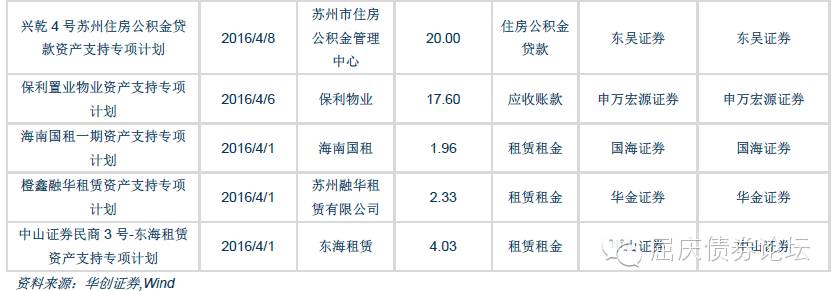 兴乾 4 号苏州住房公积金贷款资产支持专项计划 2016/4/8 苏州市住房公积金管理中心 20.00 住房公积金贷款 东吴证券 东吴证券
保利置业物业资产支持专项计划 2016/4/6 保利物业 17.60 应收账款 申万宏源证券 申万宏源证券
海南国租一期资产支持专项计划 2016/4/1 海南国租 1.96 租赁租金 国海证券 国海证券
橙鑫融华租赁资产支持专项计划 2016/4/1 苏州融华租赁有限公司 2.33 租赁租金 华金证券 华金证券
中山证券民商 3 号-东海租赁资产支持专项计划 2016/4/1 东海租赁 4.03 租赁租金 山证券 中山证券
屈庆债券论坛
资料来源：华创证券,Wind